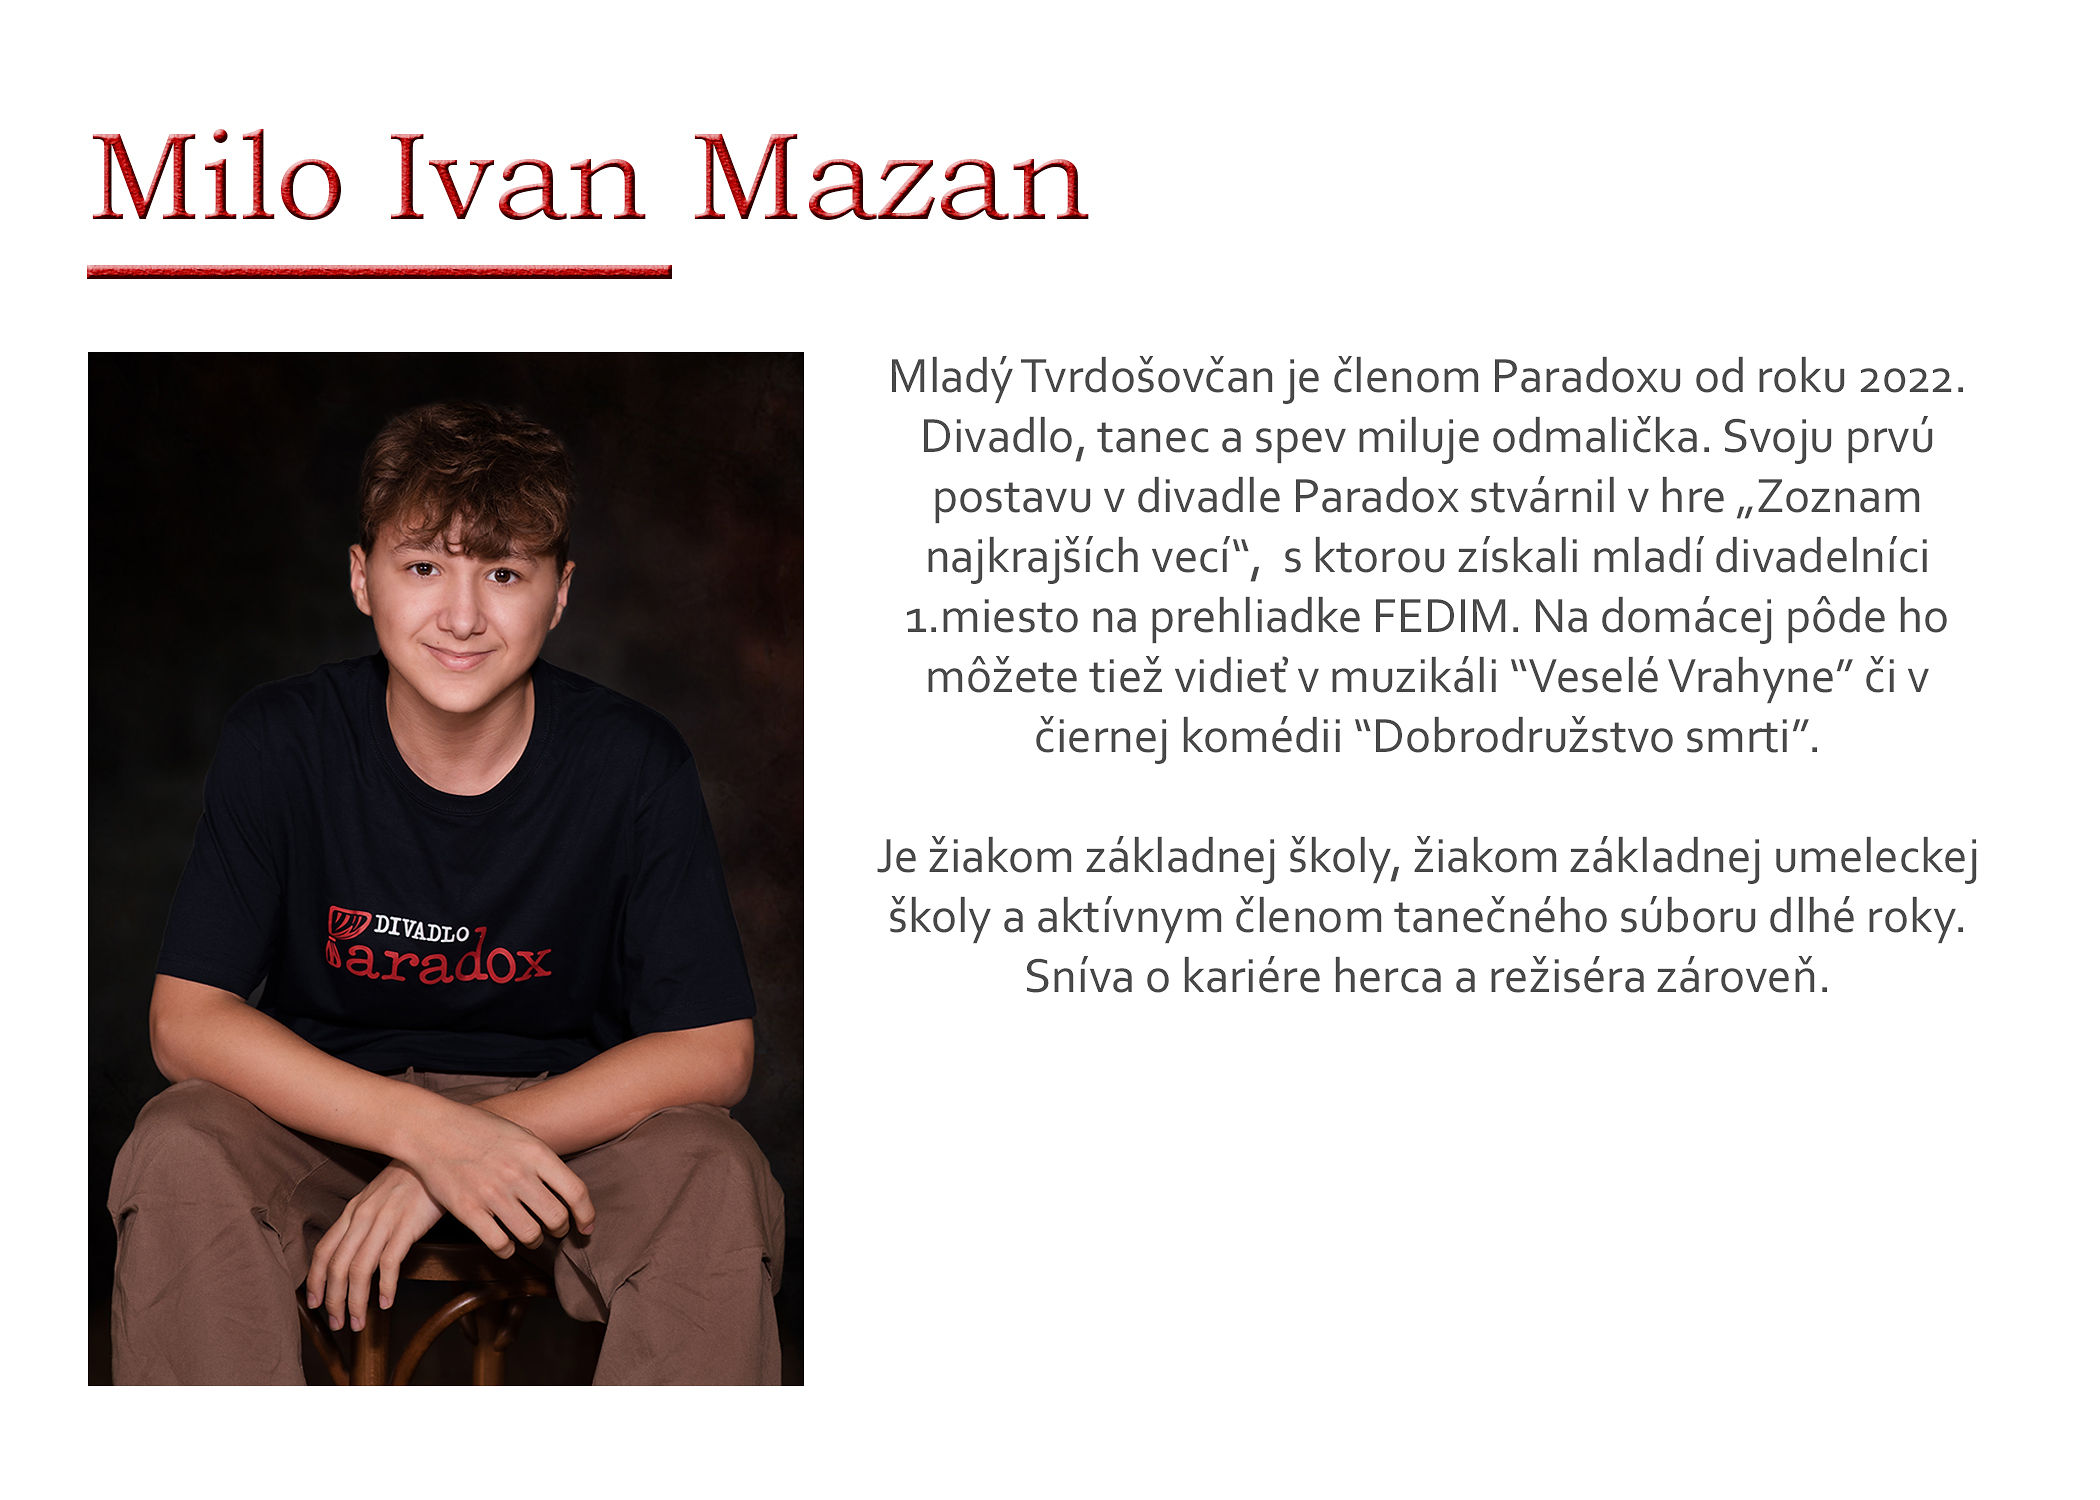 Milo Ivan Mazan
Mladý Tvrdošovčan je členom Paradoxu od roku 2022.
Divadlo, tanec a spev miluje odmalička. Svoju prvú
postavu v divadle Paradox stvárnil v hre „Zoznam
najkrajších vecí“,  s ktorou získali mladí divadelníci
1.miesto na prehliadke FEDIM. Na domácej pôde ho
môžete tiež vidieť v muzikáli “Veselé Vrahyne” či v
čiernej komédii “Dobrodružstvo smrti”.
Je žiakom základnej školy, žiakom základnej umeleckej
školy a aktívnym členom tanečného súboru dlhé roky.
Sníva o kariére herca a režiséra zároveň.
DIVADLO
Paradox